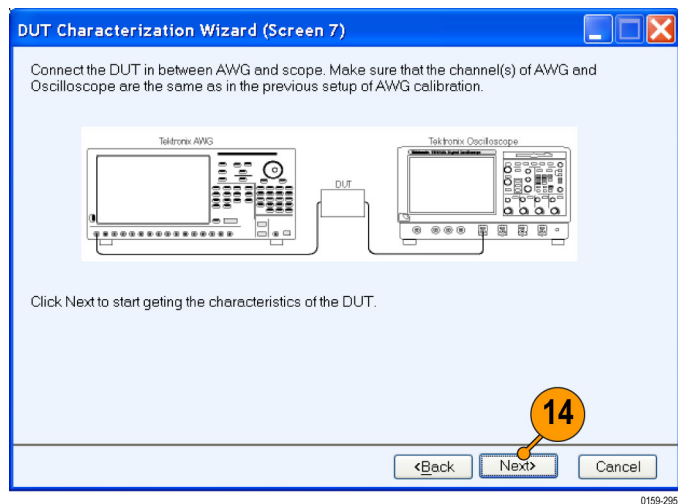 DUT Characterization Wizard (Screen 7)
Connect the DUT in between AWG and scope. Make sure that the channel(s) of AWG and
Oscilloscope are the same as in the previous setup of AWG calibration.
Tektronix AWG
Tektronix Oscilloscope
DUT
Click Next to start geting the characteristics of the DUT.
14
<Back
Next>
Cancel
0159-295